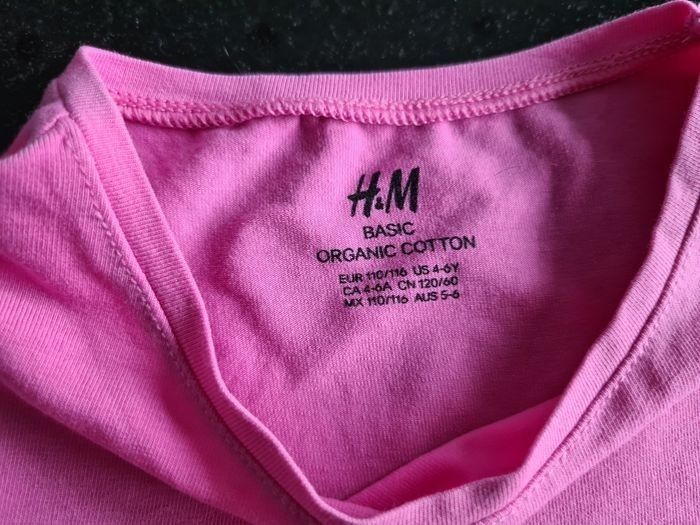 H&M
BASIC
ORGANIC COTTON
EUR 110/116 US 4-6Y
CA 4-6A CN 120/60
MX 110/116 AUS 5-6